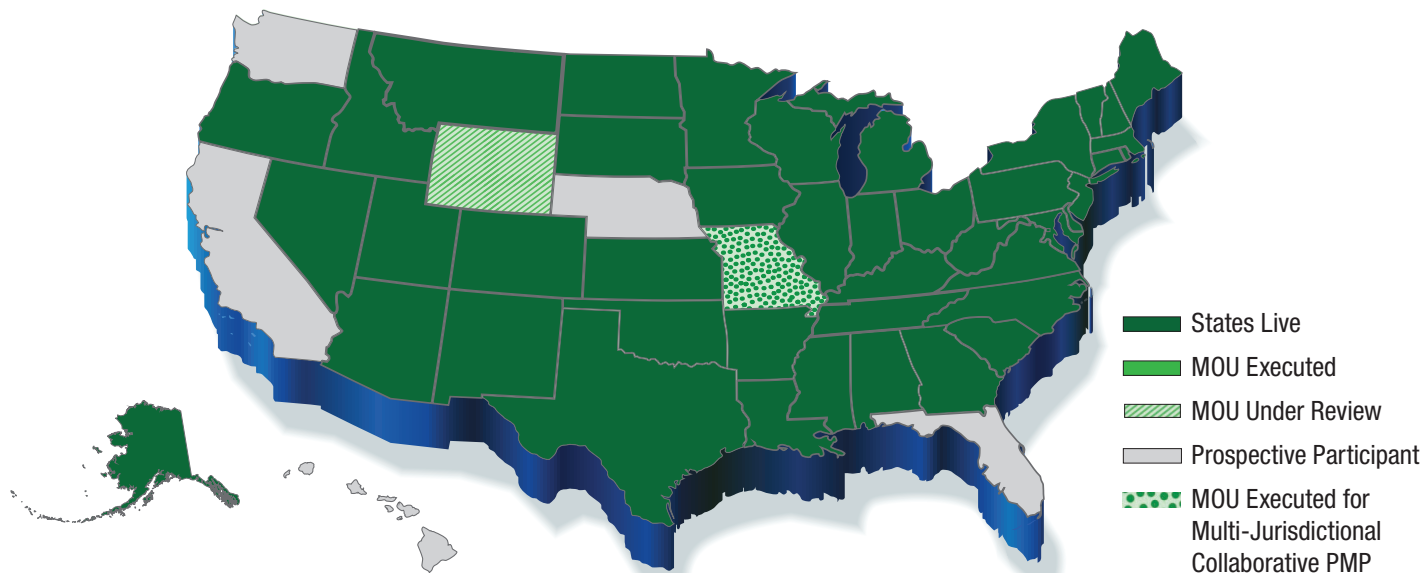 States Live
MOU Executed
MOU Under Review
Prospective Participant
MOU Executed for
Multi-Jurisdictional
Collaborative PMP